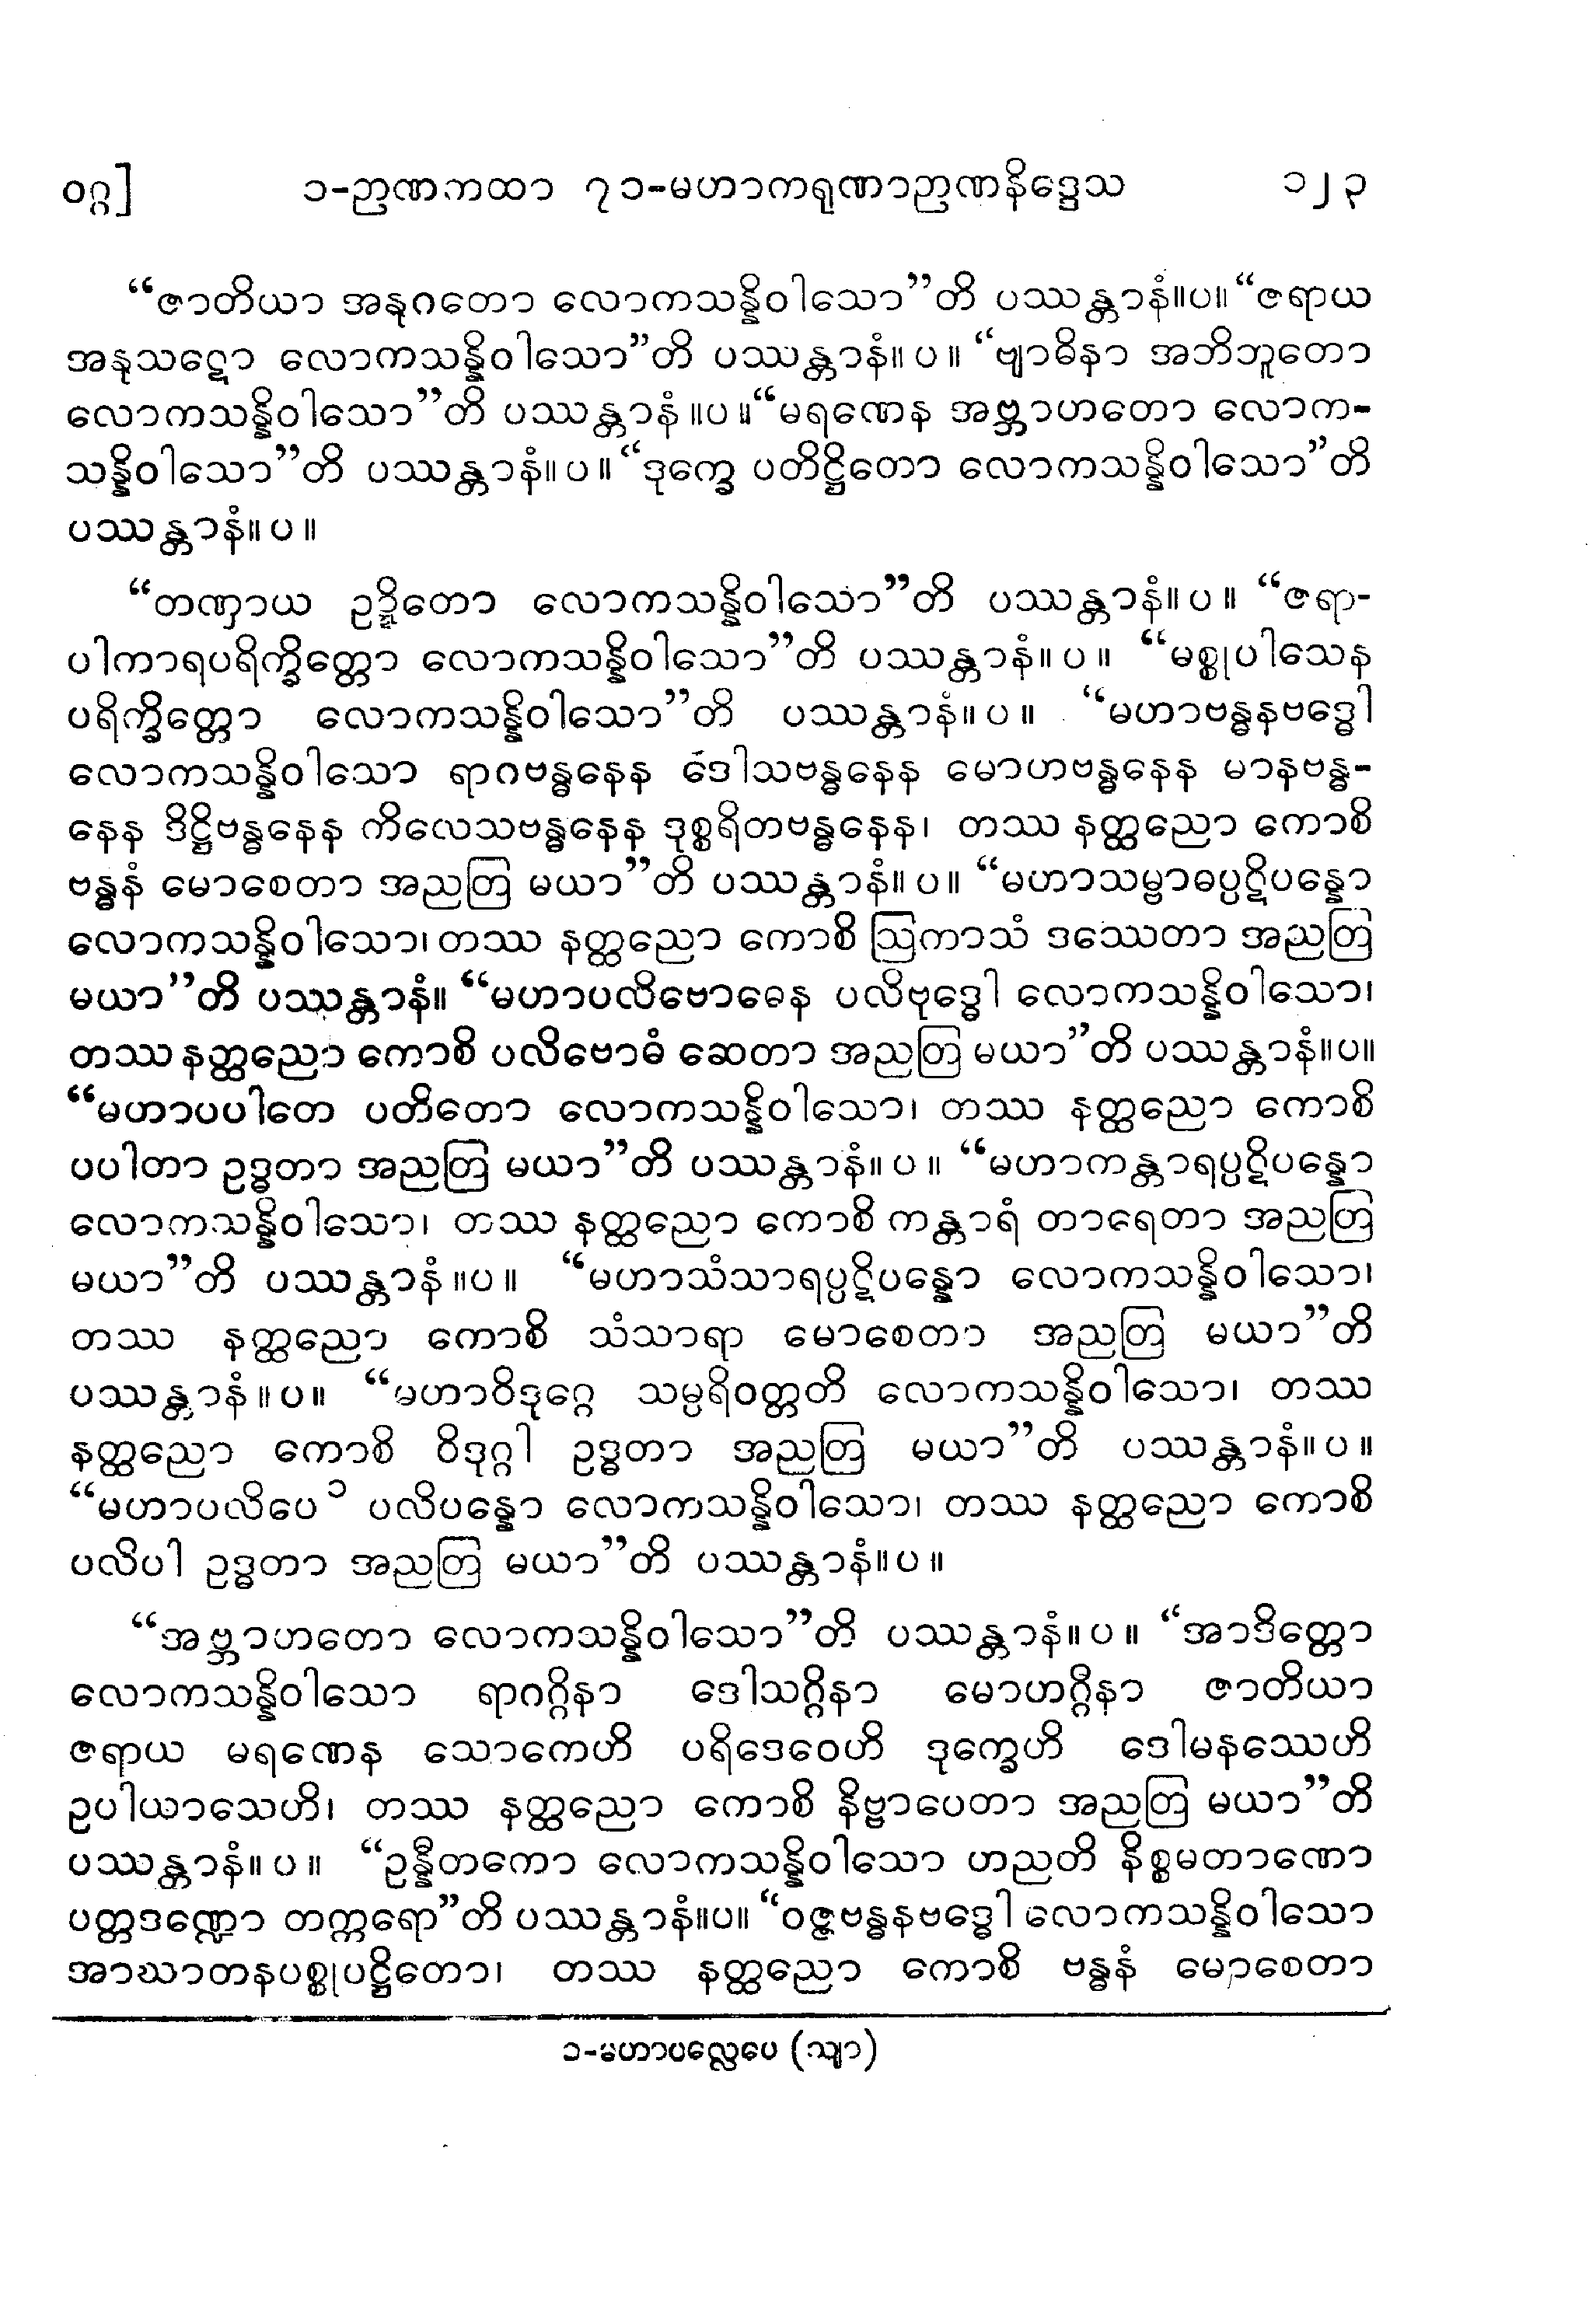 ဝဂ္ဂ] ၁-ဉာဏကထာ ၇၁-မဟာကရုဏာဉာဏနိဒ္ဒေသ ၁၂၃
“ဇာတိယာ အနုဂတော လောကသန္နိဝါသော”တိ ပဿန္တာနံ။ပ။ “ဇရာယ
အနုသဋော လောကသန္နိဝါသော”တိ ပဿန္တာနံ။ ပ။ “ဗျာဓိနာ အဘိဘူတော
လောကသန္နိဝါသော”တိ ပဿန္တာနံ ။ပ။ “မရဏေန အဗ္ဘာဟတော လောက-
သန္နိဝါသော”တိ ပဿန္တာနံ။ ပ။ “ဒုက္ခေ ပတိဋ္ဌိတော လောကသန္နိဝါသော”တိ
ပဿန္တာနံ။ ပ။
“တဏှာယ ဥဍ္ဍိတော လောကသန္နိဝါသော”တိ ပဿန္တာနံ။ ပ။ “ဇရာ-
ပါကာရပရိက္ခိတ္တော လောကသန္နိဝါသော”တိ ပဿန္တာနံ။ ပ။ “မစ္စုပါသေန
ပရိက္ခိတ္တော လောကသန္နိဝါသော”တိ ပဿန္တာနံ။ ပ။ “မဟာဗန္ဓနဗဒ္ဓေါ
လောကသန္နိဝါသော ရာဂဗန္ဓနေန ဒေါသဗန္ဓနေန မောဟဗန္ဓနေန မာနဗန္ဓ-
နေန ဒိဋ္ဌိဗန္ဓနေန ကိလေသဗန္ဓနေန ဒုစ္စရိတဗန္ဓနေန၊ တဿ နတ္ထညော ကောစိ
ဗန္ဓနံ မောစေတာ အညတြ မယာ”တိ ပဿန္တာနံ။ ပ။ “မဟာသမ္ဗာဓပ္ပဋိပန္နော
လောကသန္နိဝါသော၊ တဿ နတ္ထညော ကောစိ ဩကာသံ ဒဿေတာ အညတြ
မယာ”တိ ပဿန္တာနံ။ “မဟာပလိဗောဓေန ပလိဗုဒ္ဓေါ လောကသန္နိဝါသော၊
တဿ နတ္ထညော ကောစိ ပလိဗောဓံ ဆေတာ အညတြ မယာ”တိ ပဿန္တာနံ။ပ။
“မဟာပပါတေ ပတိတော လောကသန္နိဝါသော၊ တဿ နတ္ထညော ကောစိ
ပပါတာ ဥဒ္ဓတာ အညတြ မယာ”တိ ပဿန္တာနံ။ ပ။ “မဟာကန္တာရပ္ပဋိပန္နော
လောကသန္နိဝါသော၊ တဿ နတ္ထညော ကောစိ ကန္တာရံ တာရေတာ အညတြ
မယာ”တိ ပဿန္တာနံ ။ပ။ “မဟာသံသာရပ္ပဋိပန္နော လောကသန္နိဝါသော၊
တဿ နတ္ထညော ကောစိ သံသာရာ မောစေတာ အညတြ မယာ”တိ
ပဿန္တာနံ ။ပ။ “မဟာဝိဒုဂ္ဂေ သမ္ပရိဝတ္တတိ လောကသန္နိဝါသော၊ တဿ
နတ္ထညော ကောစိ ဝိဒုဂ္ဂါ ဥဒ္ဓတာ အညတြ မယာ”တိ ပဿန္တာနံ။ ပ။
“မဟာပလိပေ ၁ ပလိပန္နော လောကသန္နိဝါသော၊ တဿ နတ္ထညော ကောစိ
ပလိပါ ဥဒ္ဓတာ အညတြ မယာ”တိ ပဿန္တာနံ။ ပ။
“အဗ္ဘာဟတော လောကသန္နိဝါသော”တိ ပဿန္တာနံ။ ပ။ “အာဒိတ္တော
လောကသန္နိဝါသော ရာဂဂ္ဂိနာ ဒေါသဂ္ဂိနာ မောဟဂ္ဂိနာ ဇာတိယာ
ဇရာယ မရဏေန သောကေဟိ ပရိဒေဝေဟိ ဒုက္ခေဟိ ဒေါမနဿေဟိ
ဥပါယာသေဟိ၊ တဿ နတ္ထညော ကောစိ နိဗ္ဗာပေတာ အညတြ မယာ”တိ
ပဿန္တာနံ။ ပ။ “ဥန္နီတကော လောကသန္နိဝါသော ဟညတိ နိစ္စမတာဏော
ပတ္တဒဏ္ဍော တက္ကရော”တိ ပဿန္တာနံ။ပ။ “ဝဇ္ဇဗန္ဓနဗဒ္ဓေါ လောကသန္နိဝါသော
အာဃာတနပစ္စုပဋ္ဌိတော၊ တဿ နတ္ထညော ကောစိ ဗန္ဓနံ မောစေတာ
၁-မဟာပလ္လေပေ (သျာ)